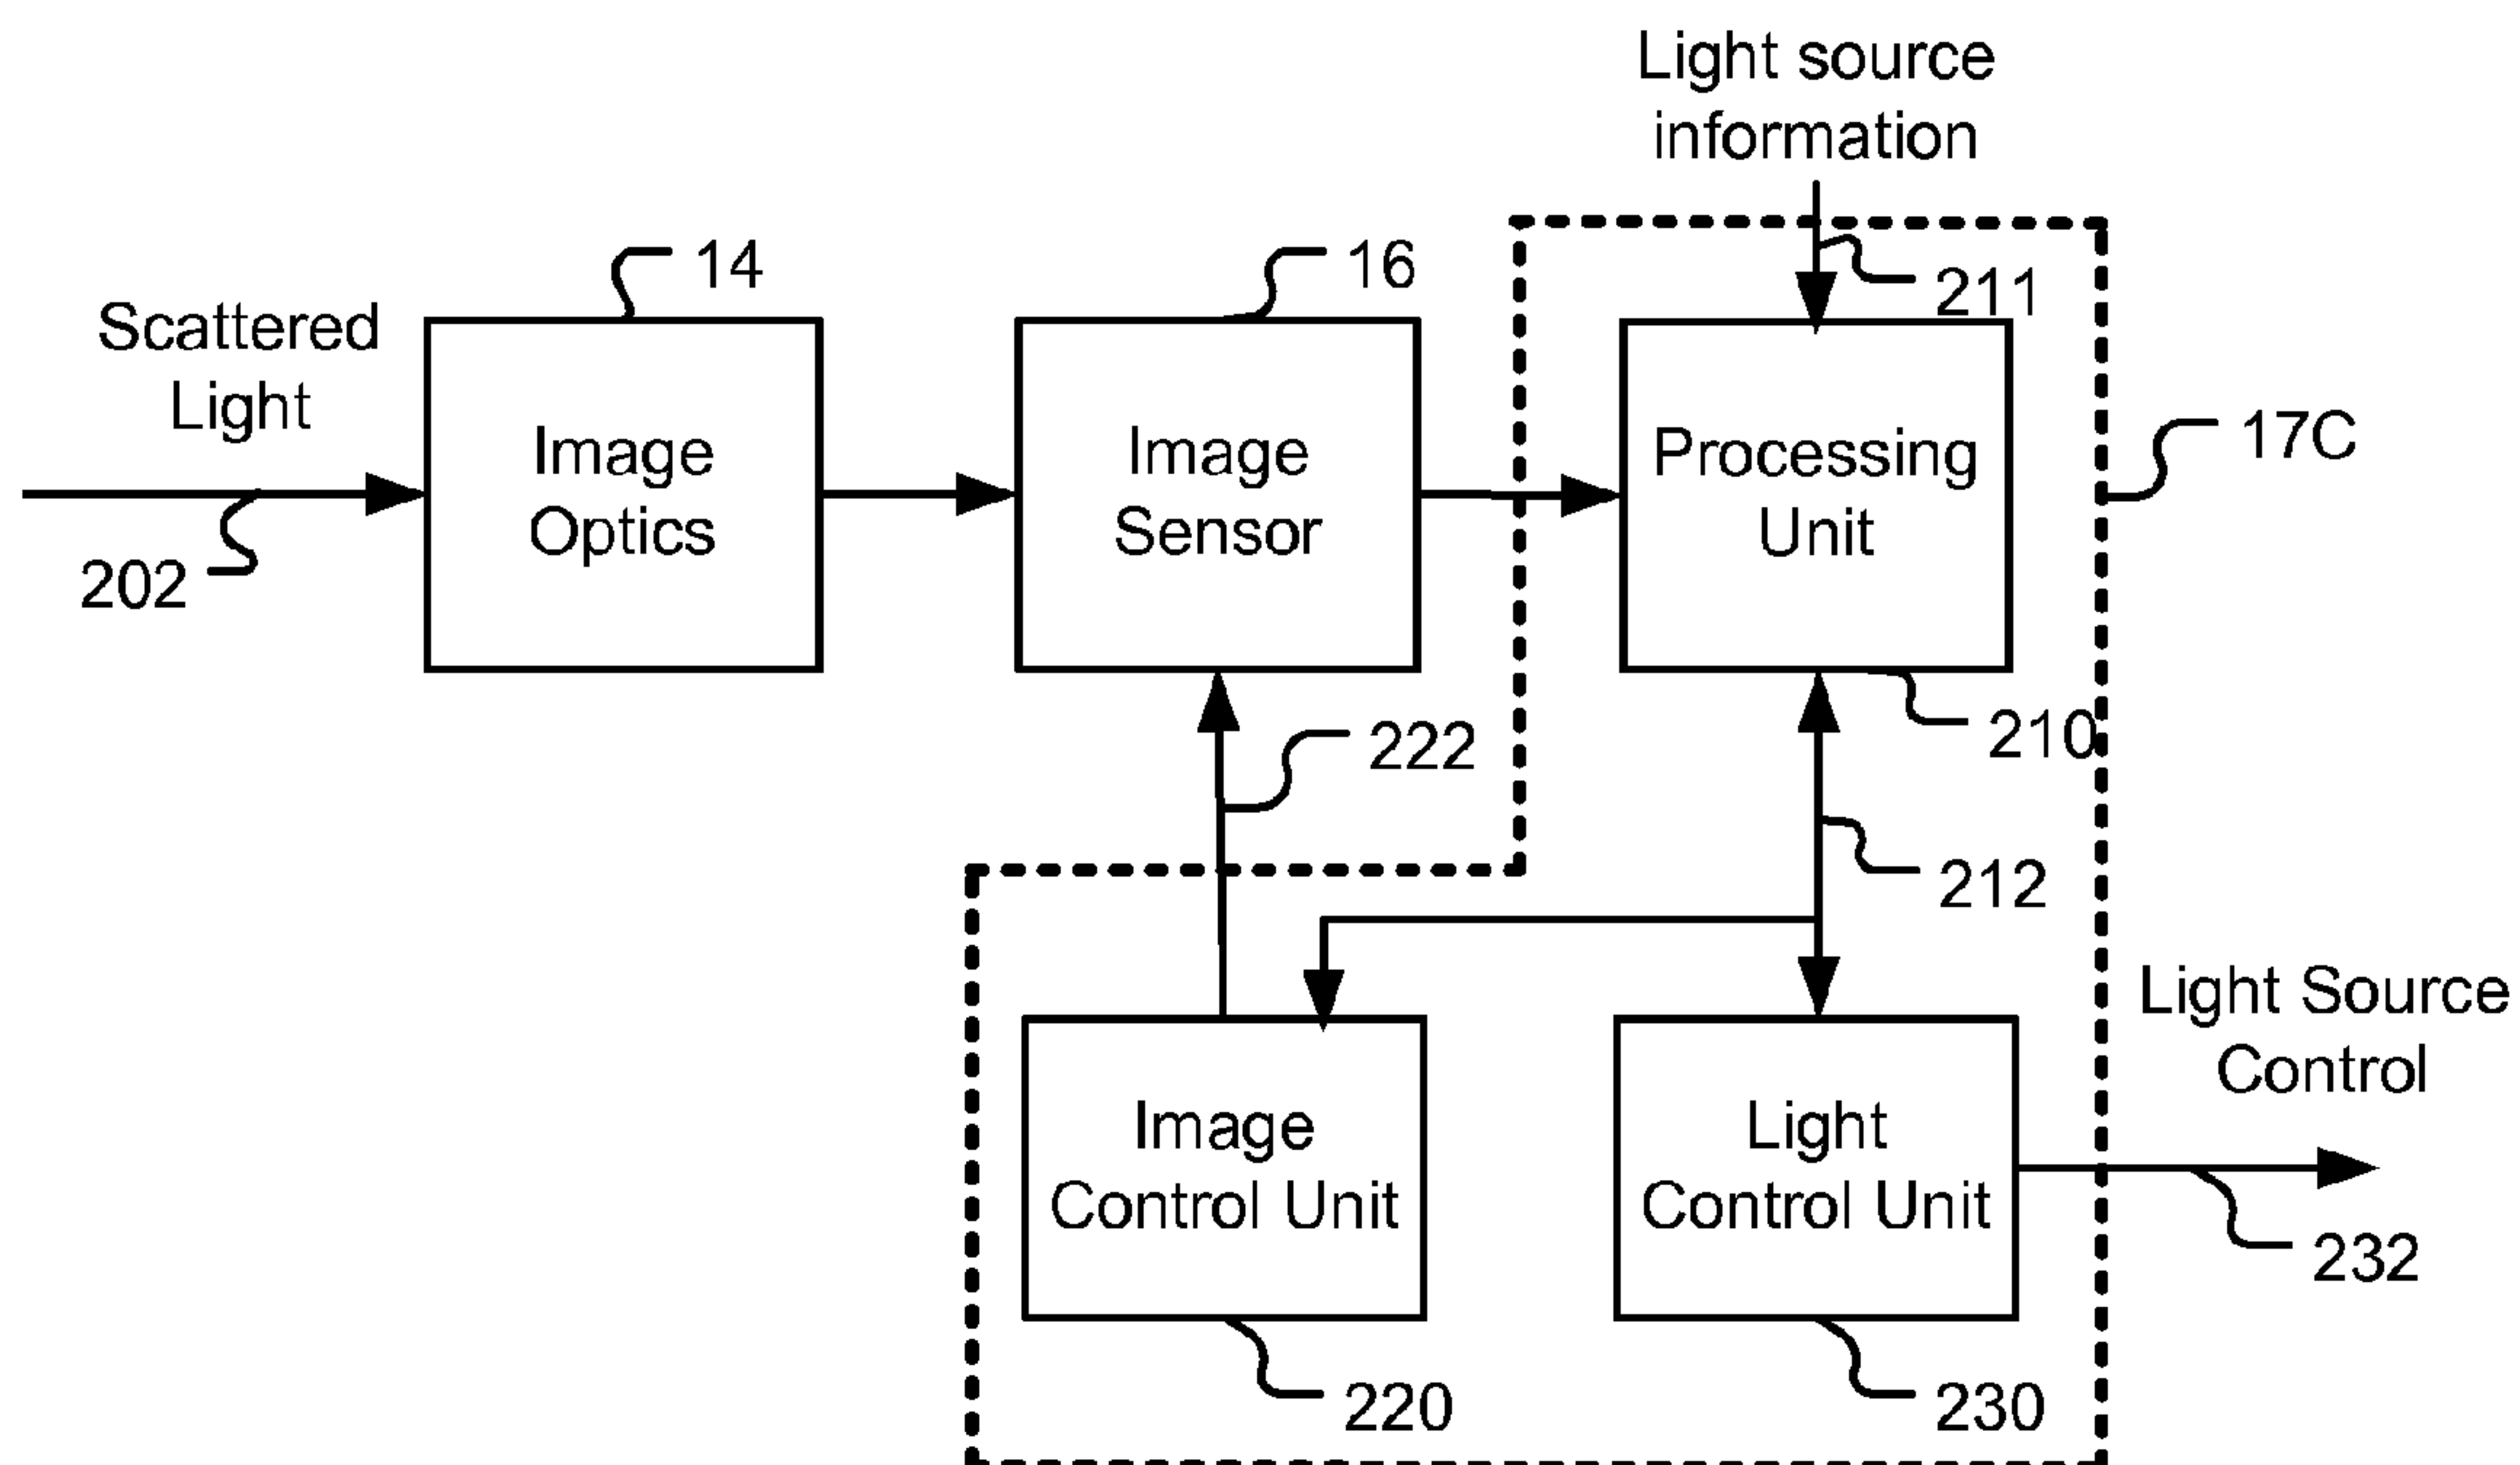 Light source
information
14
16
211
Scattered
Light
17C
Image
Optics
Image
Sensor
Processing
Unit
202
222
210
212
Light Source
Control
Image
Control Unit
Light
Control Unit
232
220
230